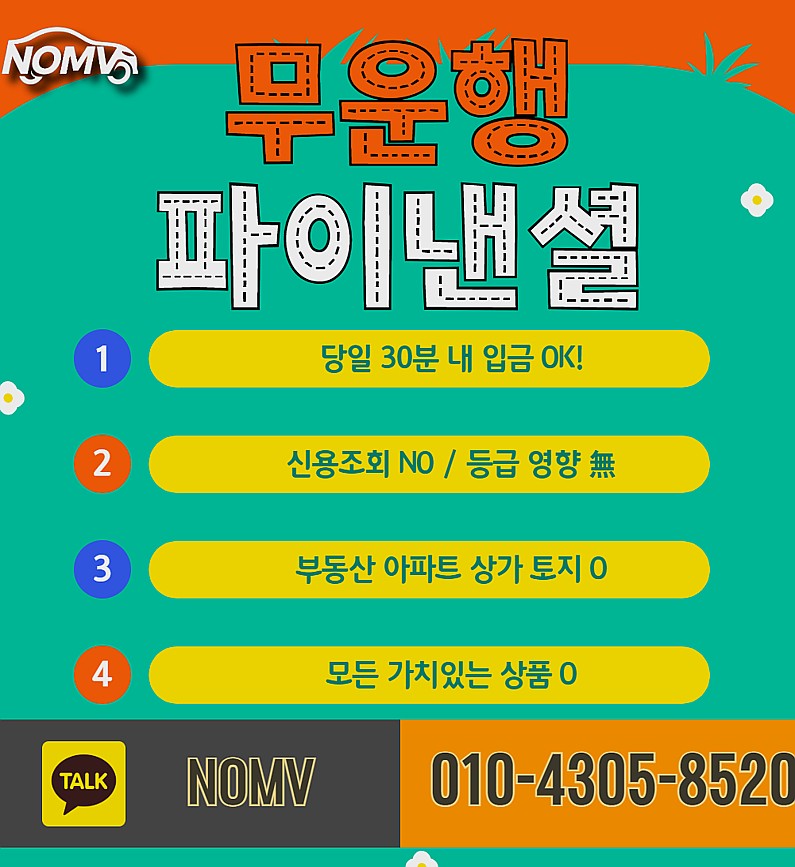 NOMV
무운행
파이낸셜
1 당일 30분 내 입금 OK!
2 신용조회 NO / 등급 영향 無
3 부동산 아파트 상가 토지 O
4 모든 가치있는 상품 O
TALK NOMV 010-4305-8520